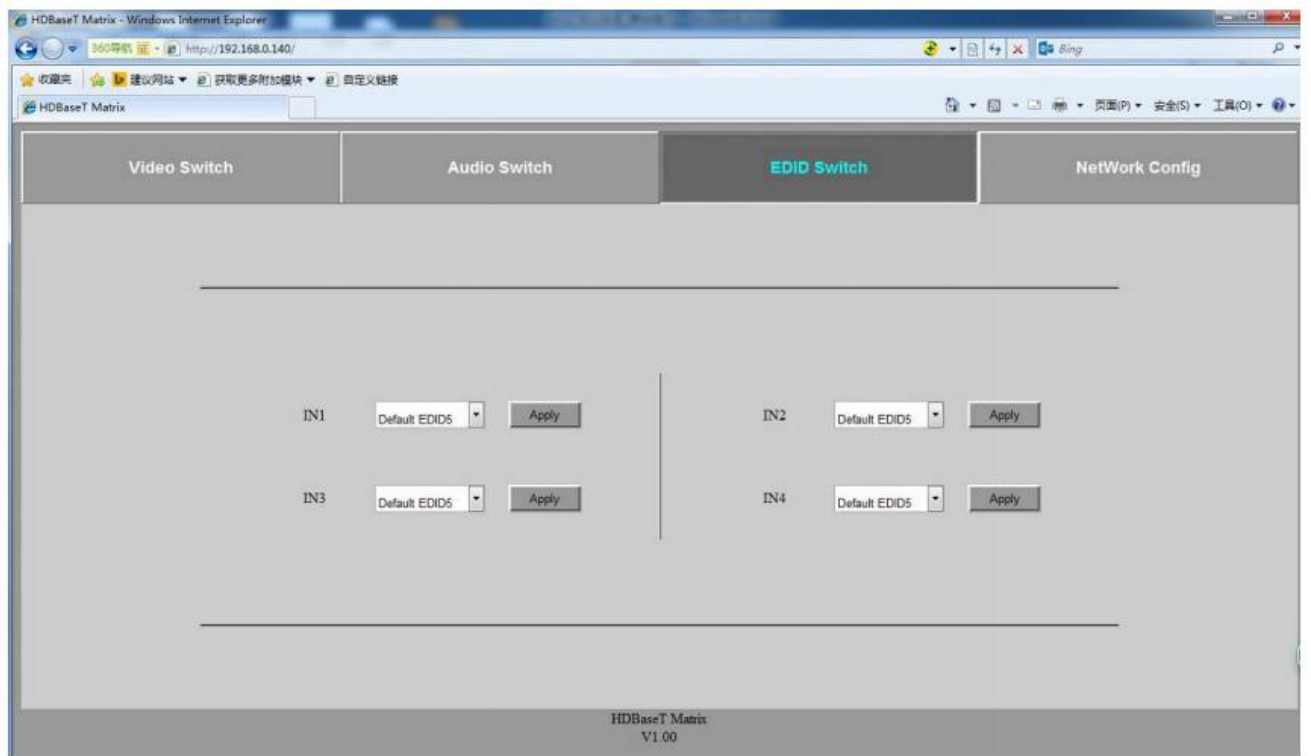 HDBaseT Matrix - Windows Internet Explorer
360导航 http://192.168.0.140/ Bing
收藏夹 建议网站 获取更多附加模块 自定义链接
HDBaseT Matrix 页面(P) 安全(S) 工具(O)
Video Switch Audio Switch EDID Switch NetWork Config
IN1 Default EDID5 Apply IN2 Default EDID5 Apply
IN3 Default EDID5 Apply IN4 Default EDID5 Apply
HDBaseT Matrix
V1.00